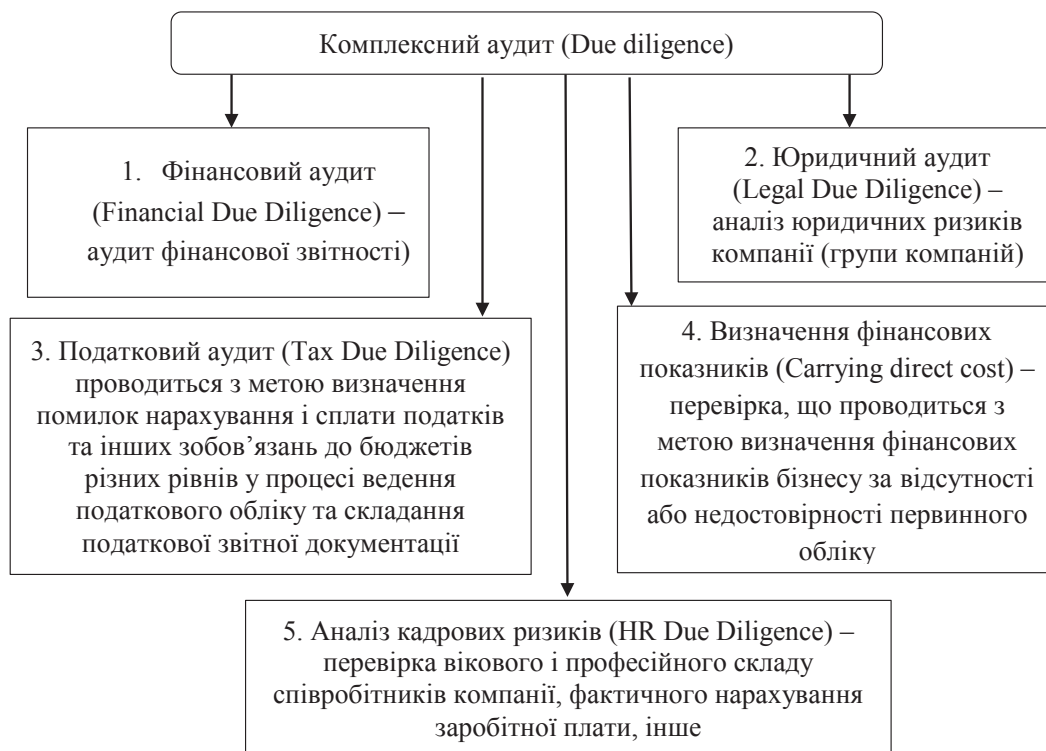 Комплексний аудит (Due diligence)
1. Фінансовий аудит
(Financial Due Diligence) –
аудит фінансової звітності)
2. Юридичний аудит
(Legal Due Diligence) –
аналіз юридичних ризиків
компанії (групи компаній)
3. Податковий аудит (Tax Due Diligence)
проводиться з метою визначення
помилок нарахування і сплати податків
та інших зобов’язань до бюджетів
різних рівнів у процесі ведення
податкового обліку та складання
податкової звітної документації
4. Визначення фінансових
показників (Carrying direct cost) –
перевірка, що проводиться з
метою визначення фінансових
показників бізнесу за відсутності
або недостовірності первинного
обліку
5. Аналіз кадрових ризиків (HR Due Diligence) –
перевірка вікового і професійного складу
співробітників компанії, фактичного нарахування
заробітної плати, інше